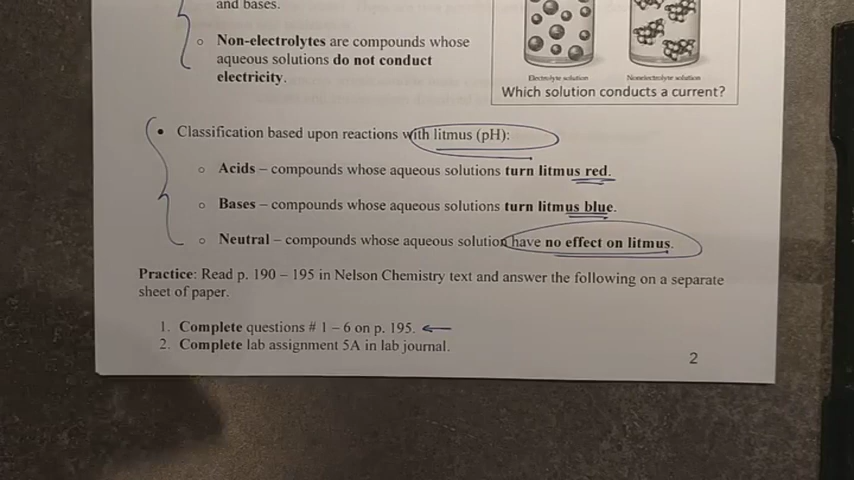 and bases.
○ Non-electrolytes are compounds whose
aqueous solutions do not conduct
electricity.
Electrolyte solution
Nonelectrolyte solution
Which solution conducts a current?
• Classification based upon reactions with litmus (pH):
○ Acids – compounds whose aqueous solutions turn litmus red.
○ Bases – compounds whose aqueous solutions turn litmus blue.
○ Neutral – compounds whose aqueous solution have no effect on litmus.
Practice: Read p. 190 – 195 in Nelson Chemistry text and answer the following on a separate
sheet of paper.
1. Complete questions # 1 – 6 on p. 195.
2. Complete lab assignment 5A in lab journal.
2